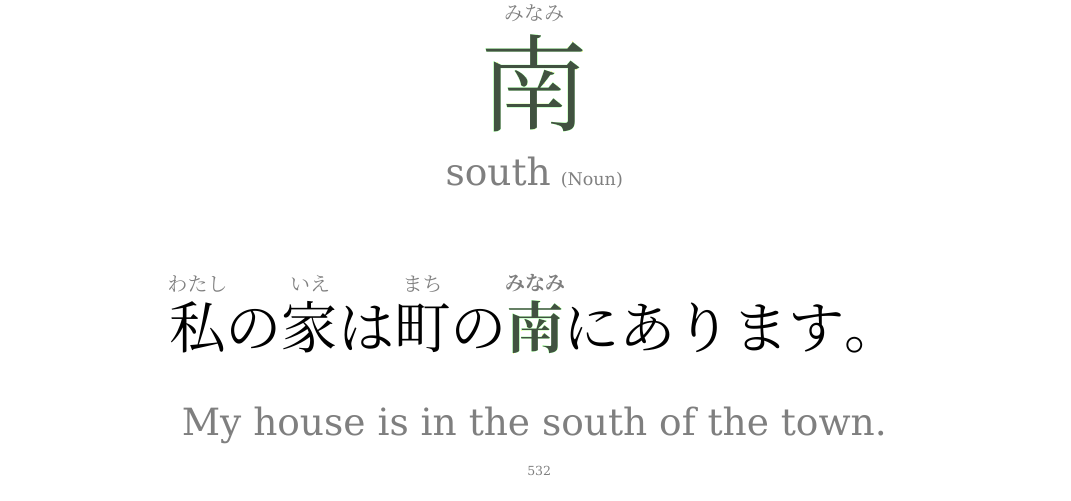 みなみ
南
south (Noun)
わたし いえ まち みなみ
私の家は町の南にあります。
My house is in the south of the town.
532